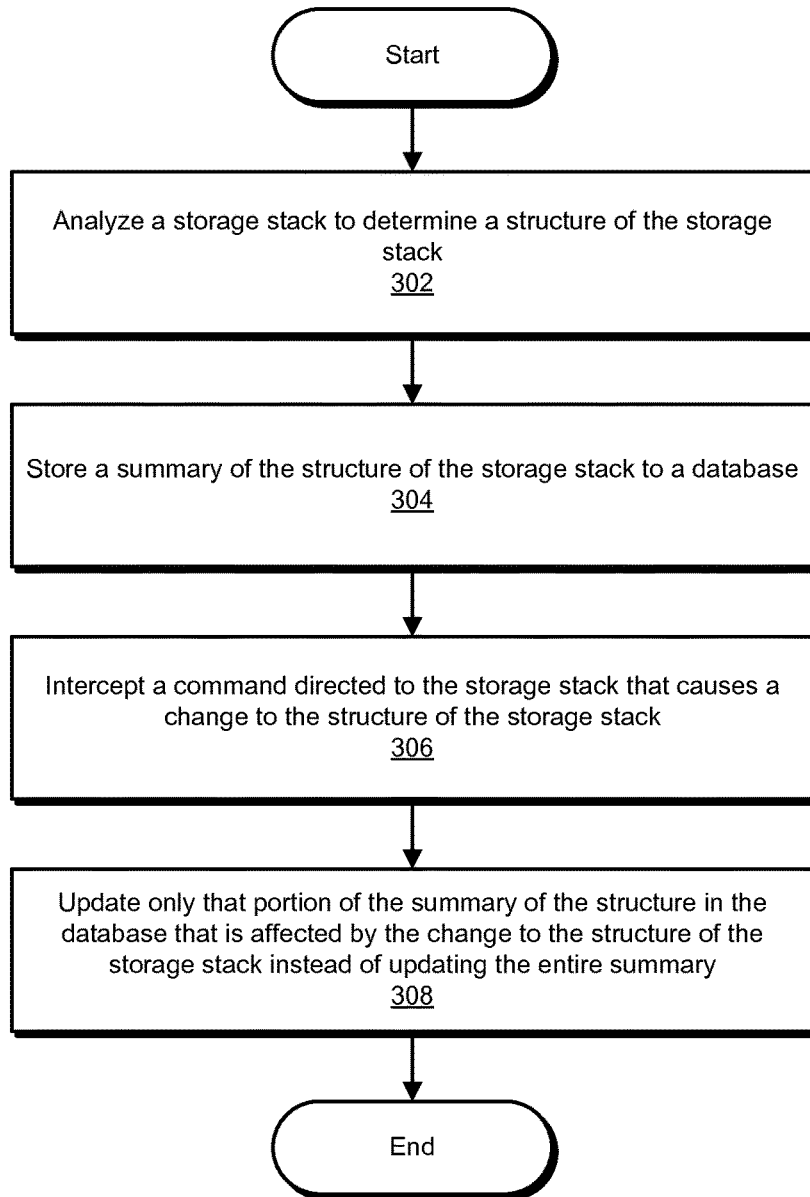 Start
Analyze a storage stack to determine a structure of the storage
stack
302
Store a summary of the structure of the storage stack to a database
304
Intercept a command directed to the storage stack that causes a
change to the structure of the storage stack
306
Update only that portion of the summary of the structure in the
database that is affected by the change to the structure of the
storage stack instead of updating the entire summary
308
End